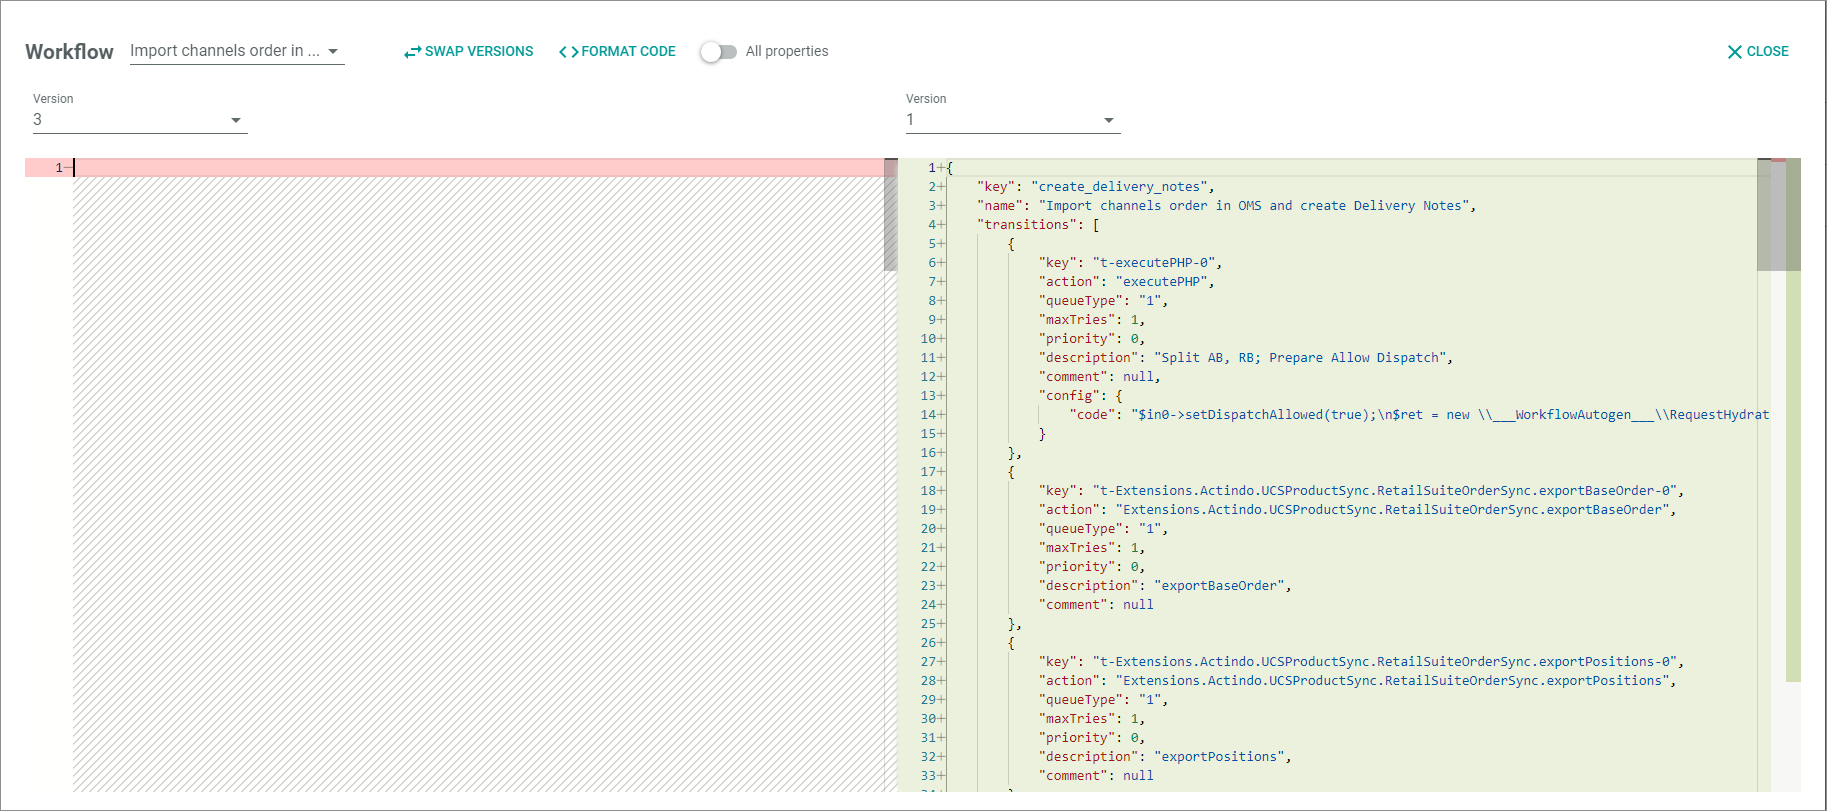 Workflow Import channels order in ... SWAP VERSIONS <> FORMAT CODE All properties CLOSE
Version
3
Version
1
1-
1+{
2+ "key": "create_delivery_notes",
3+ "name": "Import channels order in OMS and create Delivery Notes",
4+ "transitions": [
5+ {
6+ "key": "t-executePHP-0",
7+ "action": "executePHP",
8+ "queueType": "1",
9+ "maxTries": 1,
10+ "priority": 0,
11+ "description": "Split AB, RB; Prepare Allow Dispatch",
12+ "comment": null,
13+ "config": {
14+ "code": "$in0->setDispatchAllowed(true);\n$ret = new \\___WorkflowAutogen___\\RequestHydrat
15+ }
16+ },
17+ {
18+ "key": "t-Extensions.Actindo.UCSProductSync.RetailSuiteOrderSync.exportBaseOrder-0",
19+ "action": "Extensions.Actindo.UCSProductSync.RetailSuiteOrderSync.exportBaseOrder",
20+ "queueType": "1",
21+ "maxTries": 1,
22+ "priority": 0,
23+ "description": "exportBaseOrder",
24+ "comment": null
25+ },
26+ {
27+ "key": "t-Extensions.Actindo.UCSProductSync.RetailSuiteOrderSync.exportPositions-0",
28+ "action": "Extensions.Actindo.UCSProductSync.RetailSuiteOrderSync.exportPositions",
29+ "queueType": "1",
30+ "maxTries": 1,
31+ "priority": 0,
32+ "description": "exportPositions",
33+ "comment": null